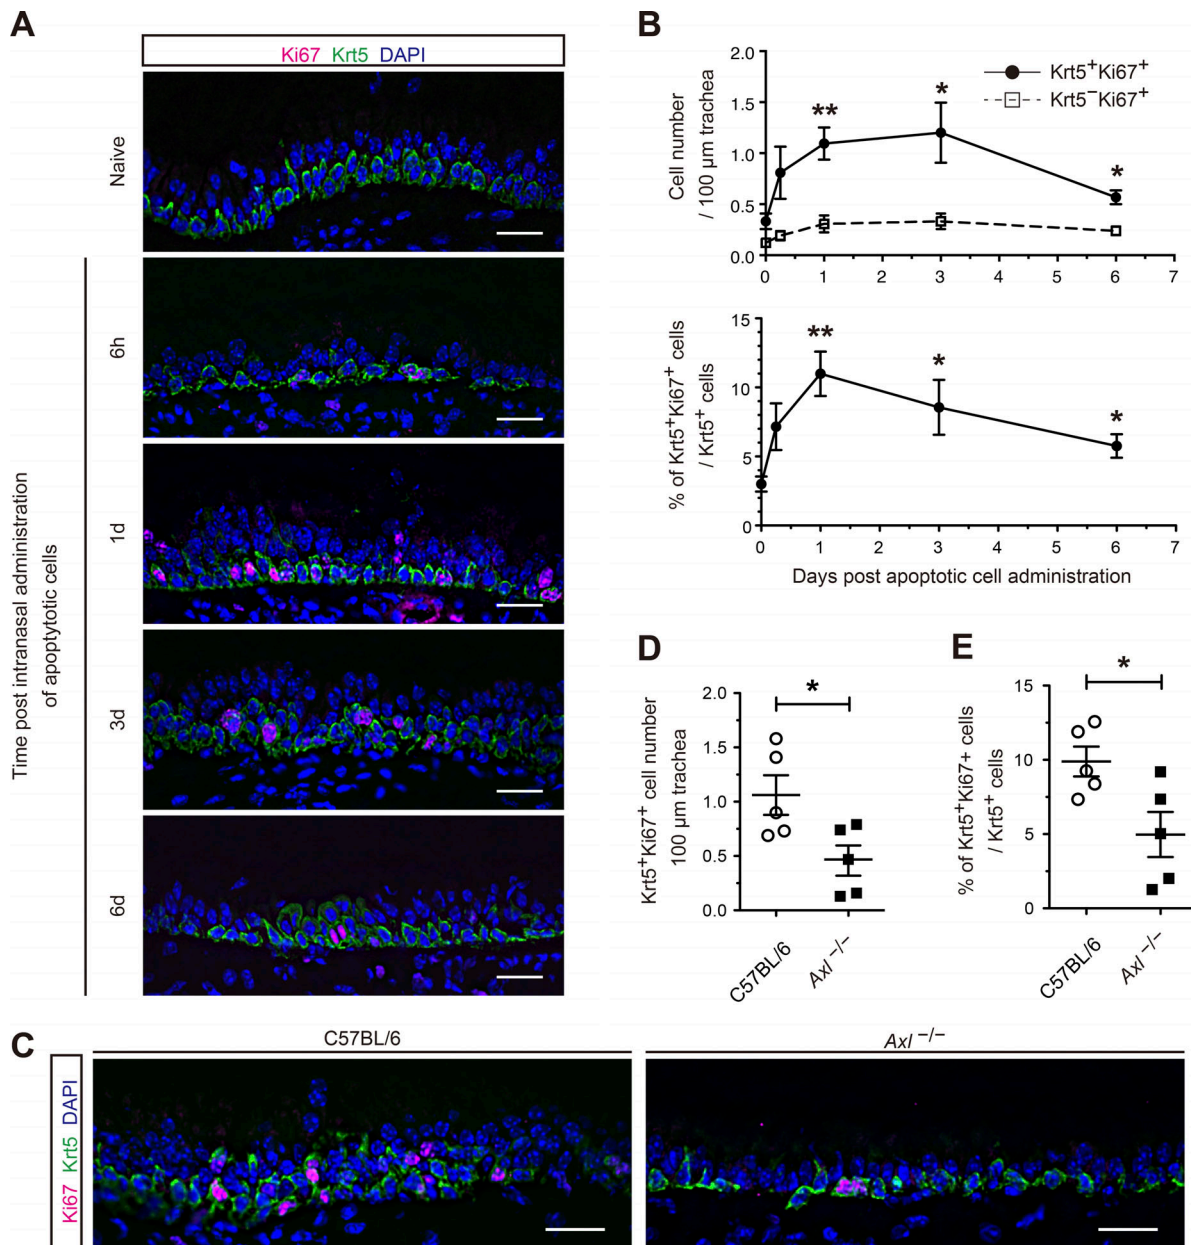 A
Ki67 Krt5 DAPI
Naïve
6h
1d
3d
6d
Time post intranasal administration
of apoptytotic cells
B
2.0
1.5
1.0
0.5
0.0
Cell number
/ 100 µm trachea
Krt5⁺Ki67⁺
Krt5⁻Ki67⁺
**
*
*
0 1 2 3 4 5 6 7
15
10
5
0
% of Krt5⁺Ki67⁺ cells
/ Krt5⁺ cells
**
*
*
0 1 2 3 4 5 6 7
Days post apoptotic cell administration
D
2.0
1.5
1.0
0.5
0.0
Krt5⁺Ki67⁺ cell number
100 µm trachea
*
C57BL/6
Axl⁻/⁻
E
15
10
5
0
% of Krt5⁺Ki67+ cells
/ Krt5⁺ cells
*
C57BL/6
Axl⁻/⁻
C
Ki67 Krt5 DAPI
C57BL/6
Axl⁻/⁻